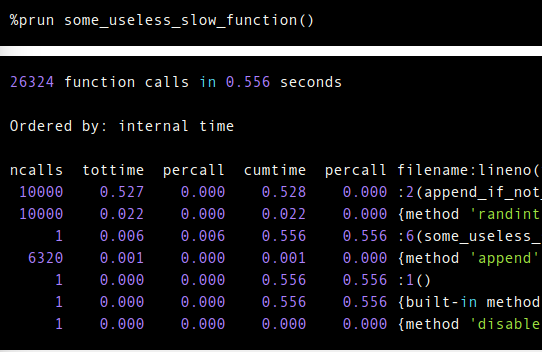 %prun some_useless_slow_function()
26324 function calls in 0.556 seconds
Ordered by: internal time
ncalls tottime percall cumtime percall filename:lineno(
10000 0.527 0.000 0.528 0.000 :2(append_if_not_
10000 0.022 0.000 0.022 0.000 {method 'randint
1 0.006 0.006 0.556 0.556 :6(some_useless_
6320 0.001 0.000 0.001 0.000 {method 'append'
1 0.000 0.000 0.556 0.556 :1()
1 0.000 0.000 0.556 0.556 {built-in method
1 0.000 0.000 0.000 0.000 {method 'disable